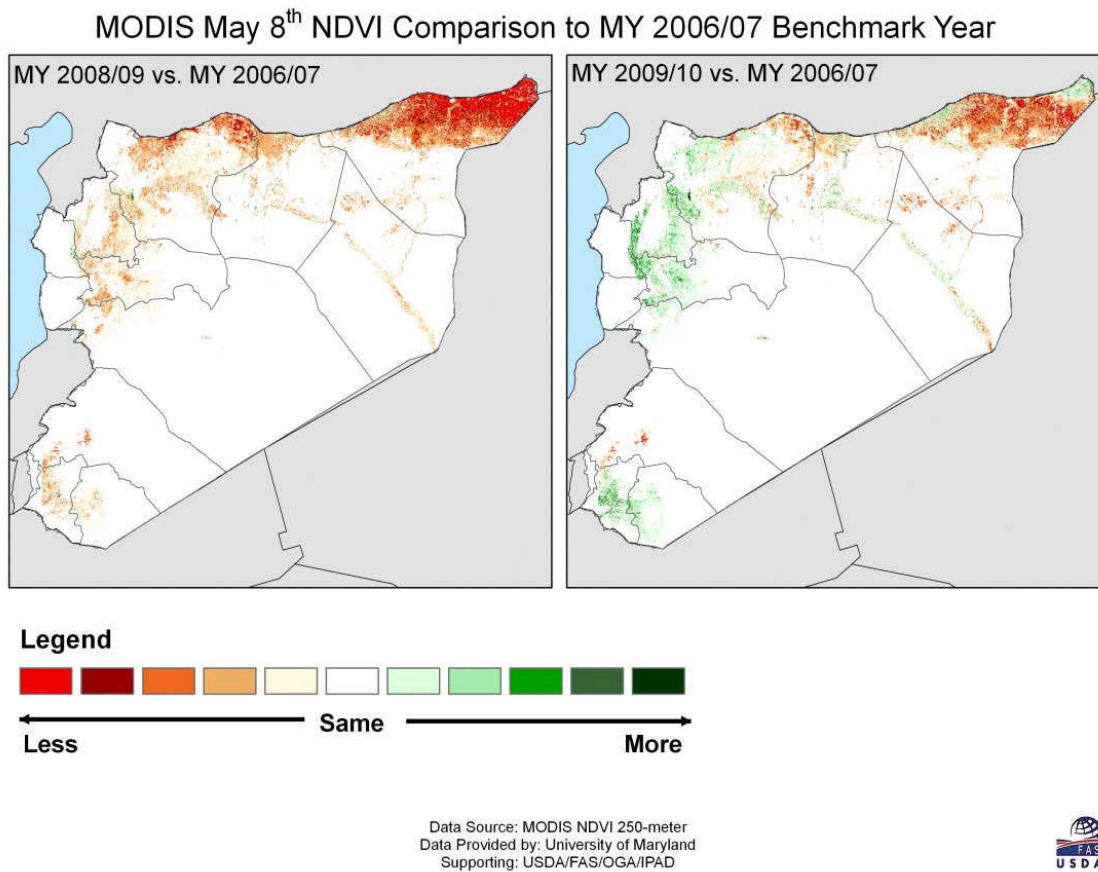 MODIS May 8th NDVI Comparison to MY 2006/07 Benchmark Year
MY 2008/09 vs. MY 2006/07
MY 2009/10 vs. MY 2006/07
Legend
Same
Less
More
Data Source: MODIS NDVI 250-meter
Data Provided by: University of Maryland
Supporting: USDA/FAS/OGA/IPAD
FAS
USDA